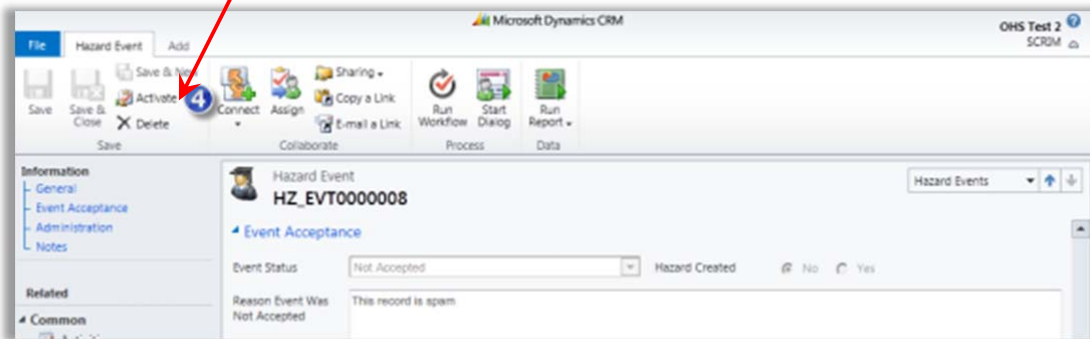 Microsoft Dynamics CRM
OHS Test 2
SCRIM
File Hazard Event Add
Save
Save & Close
Save & New
Activate
Delete
4
Connect
Assign
Sharing
Copy a Link
E-mail a Link
Run Workflow
Start Dialog
Run Report
Save Collaborate Process Data
Information
General
Event Acceptance
Administration
Notes
Related
Common
Activities
Hazard Event
HZ_EVT0000008
Hazard Events
Event Acceptance
Event Status Not Accepted Hazard Created No Yes
Reason Event Was This record is spam
Not Accepted